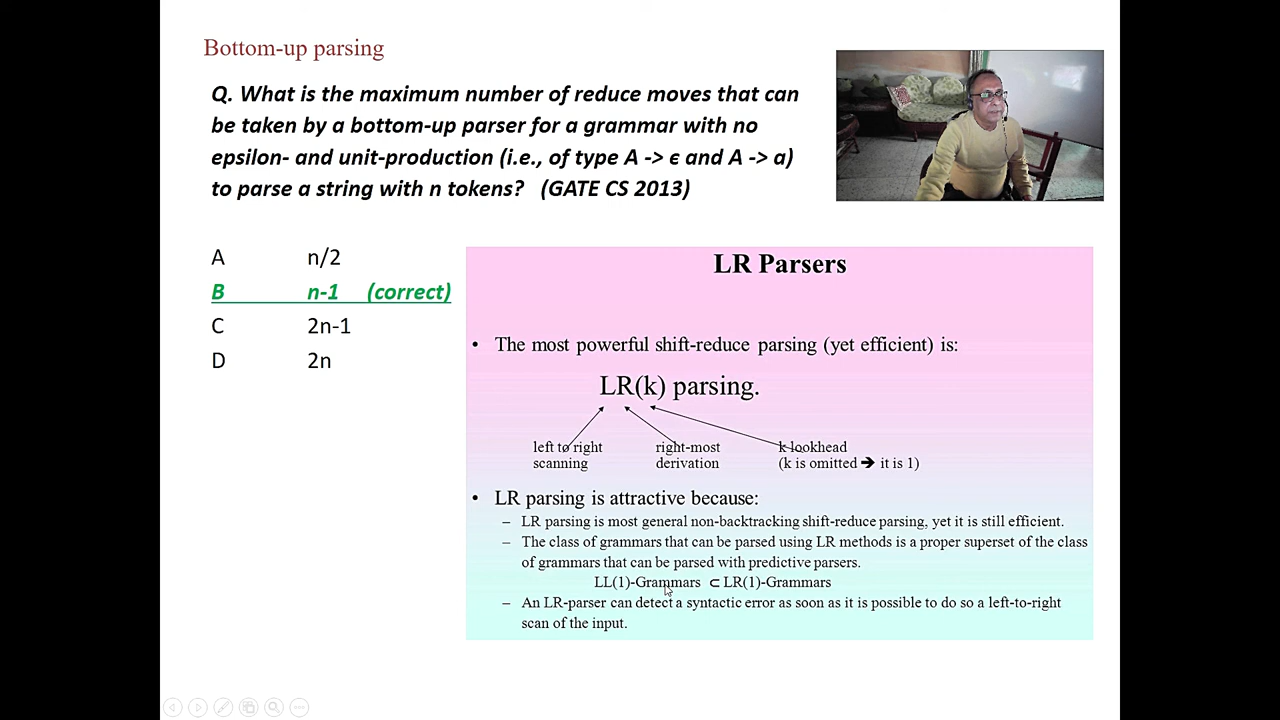 Bottom-up parsing
Q. What is the maximum number of reduce moves that can
be taken by a bottom-up parser for a grammar with no
epsilon- and unit-production (i.e., of type A -> є and A -> a)
to parse a string with n tokens? (GATE CS 2013)
A n/2
B n-1 (correct)
C 2n-1
D 2n
LR Parsers
• The most powerful shift-reduce parsing (yet efficient) is:
LR(k) parsing.
left to right right-most k lookhead
scanning derivation (k is omitted ➔ it is 1)
• LR parsing is attractive because:
– LR parsing is most general non-backtracking shift-reduce parsing, yet it is still efficient.
– The class of grammars that can be parsed using LR methods is a proper superset of the class
of grammars that can be parsed with predictive parsers.
LL(1)-Grammars ⊂ LR(1)-Grammars
– An LR-parser can detect a syntactic error as soon as it is possible to do so a left-to-right
scan of the input.